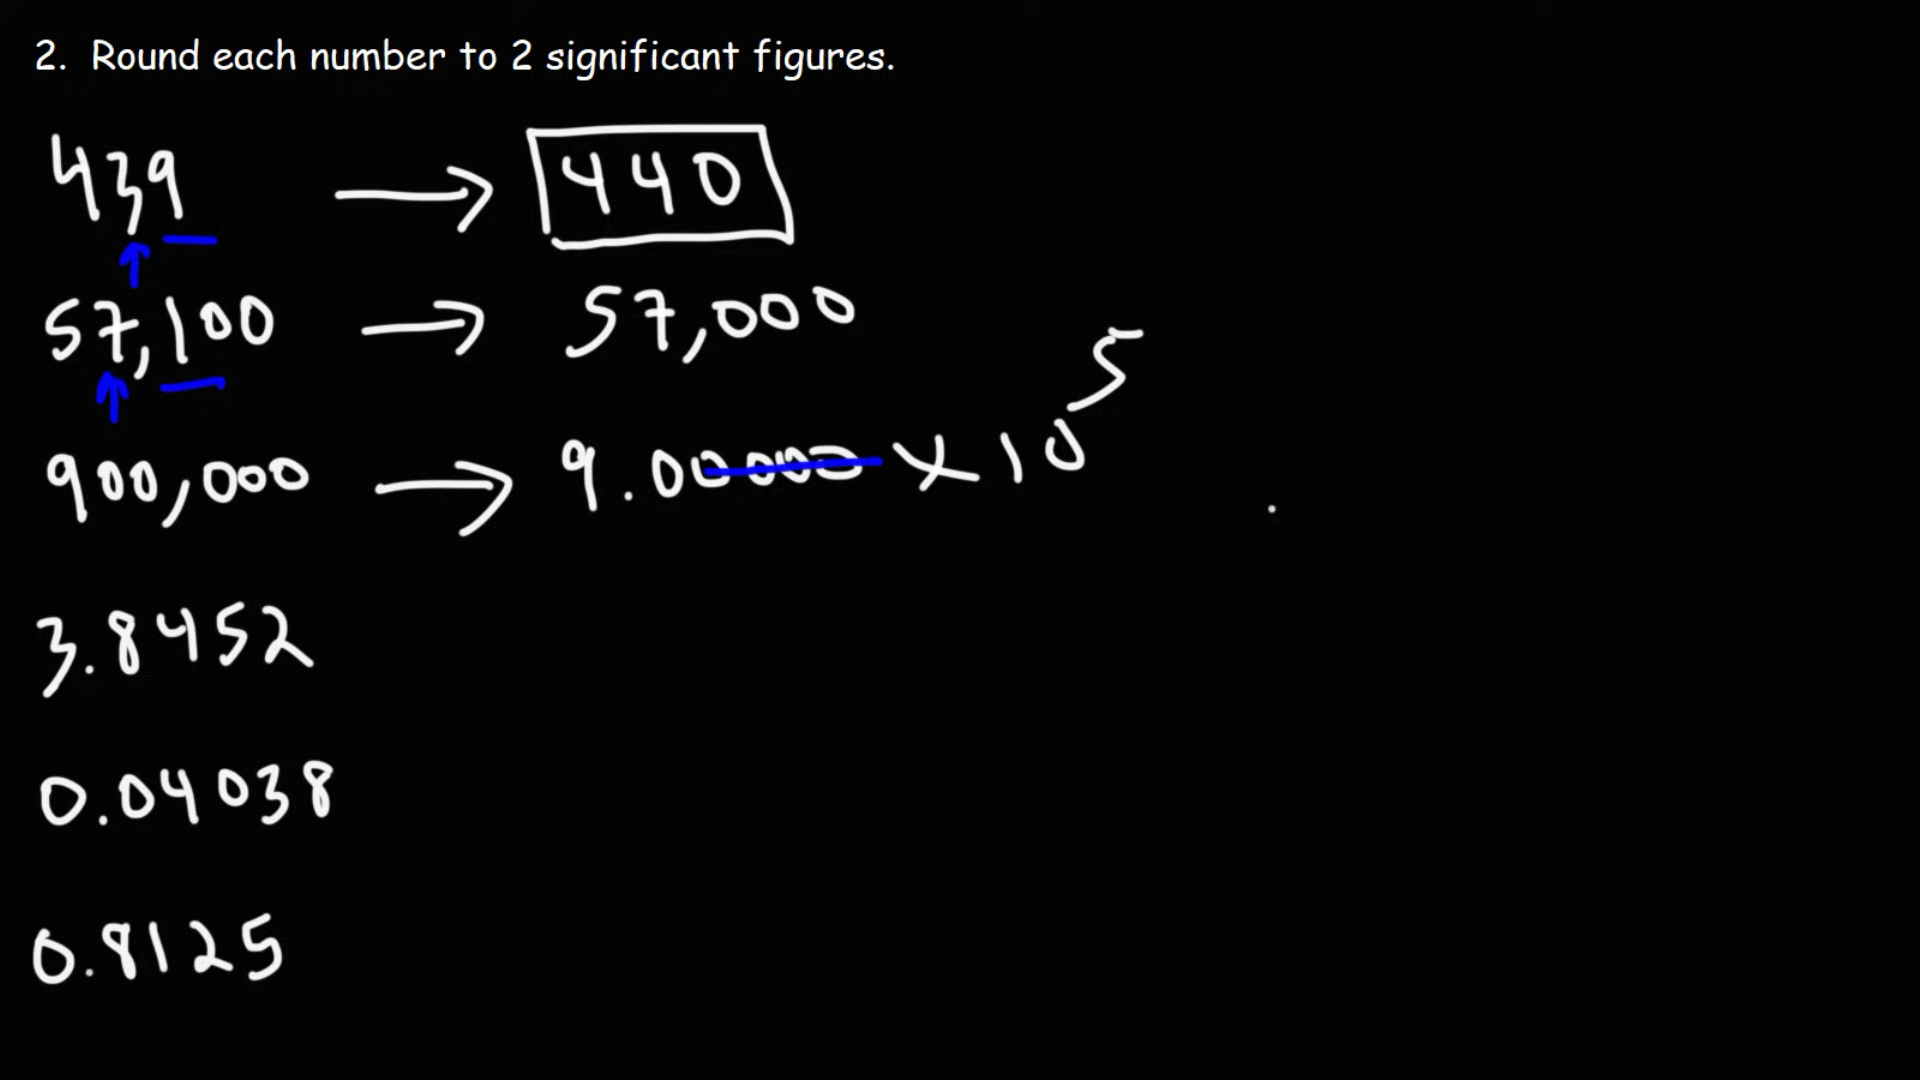 2. Round each number to 2 significant figures.
439 → 440
57,100 → 57,000
900,000 → 9.00000 x 10^5
3.8452
0.04038
0.8125